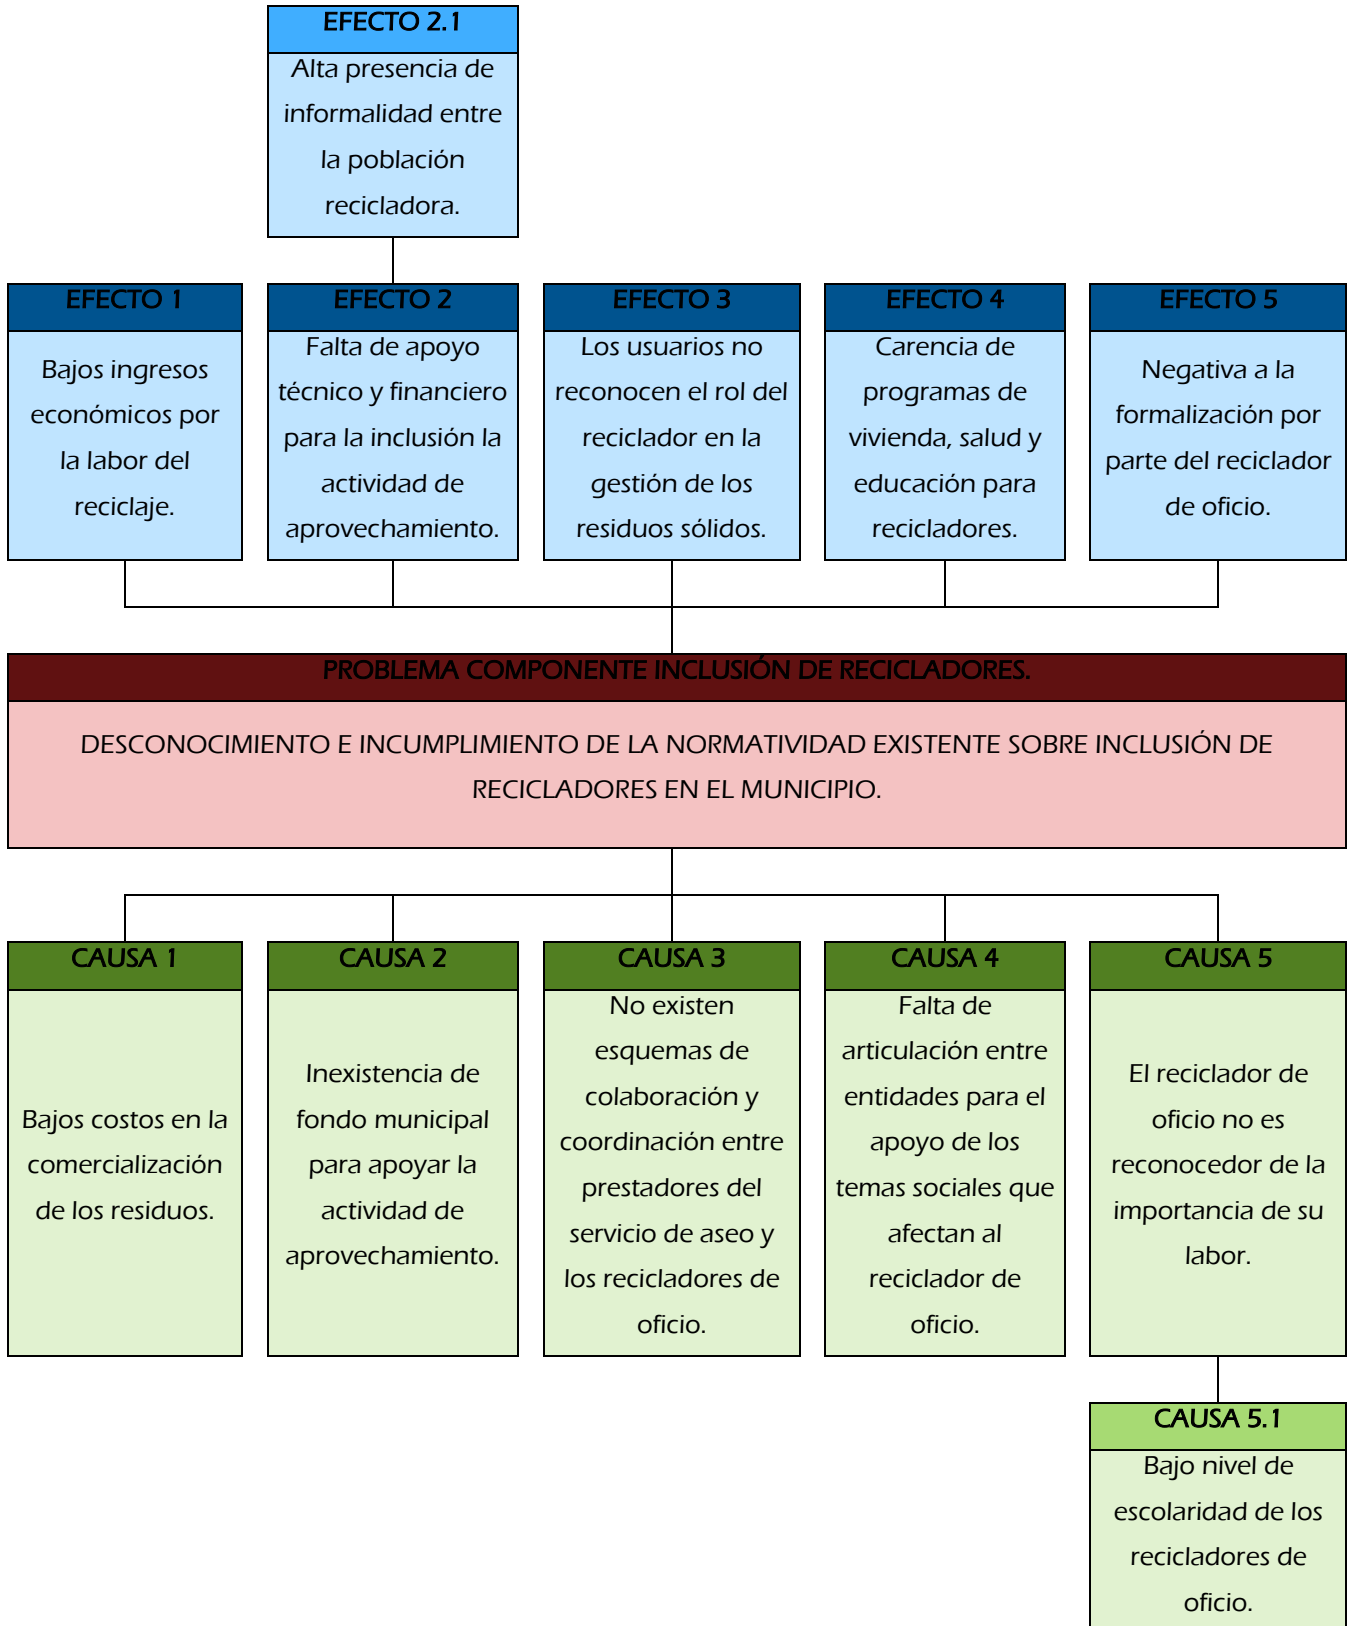 EFECTO 2.1
Alta presencia de
informalidad entre
la población
recicladora.
EFECTO 1
Bajos ingresos
económicos por
la labor del
reciclaje.
EFECTO 2
Falta de apoyo
técnico y financiero
para la inclusión la
actividad de
aprovechamiento.
EFECTO 3
Los usuarios no
reconocen el rol del
reciclador en la
gestión de los
residuos sólidos.
EFECTO 4
Carencia de
programas de
vivienda, salud y
educación para
recicladores.
EFECTO 5
Negativa a la
formalización por
parte del reciclador
de oficio.
PROBLEMA COMPONENTE INCLUSIÓN DE RECICLADORES.
DESCONOCIMIENTO E INCUMPLIMIENTO DE LA NORMATIVIDAD EXISTENTE SOBRE INCLUSIÓN DE
RECICLADORES EN EL MUNICIPIO.
CAUSA 1
Bajos costos en la
comercialización
de los residuos.
CAUSA 2
Inexistencia de
fondo municipal
para apoyar la
actividad de
aprovechamiento.
CAUSA 3
No existen
esquemas de
colaboración y
coordinación entre
prestadores del
servicio de aseo y
los recicladores de
oficio.
CAUSA 4
Falta de
articulación entre
entidades para el
apoyo de los
temas sociales que
afectan al
reciclador de
oficio.
CAUSA 5
El reciclador de
oficio no es
reconocedor de la
importancia de su
labor.
CAUSA 5.1
Bajo nivel de
escolaridad de los
recicladores de
oficio.